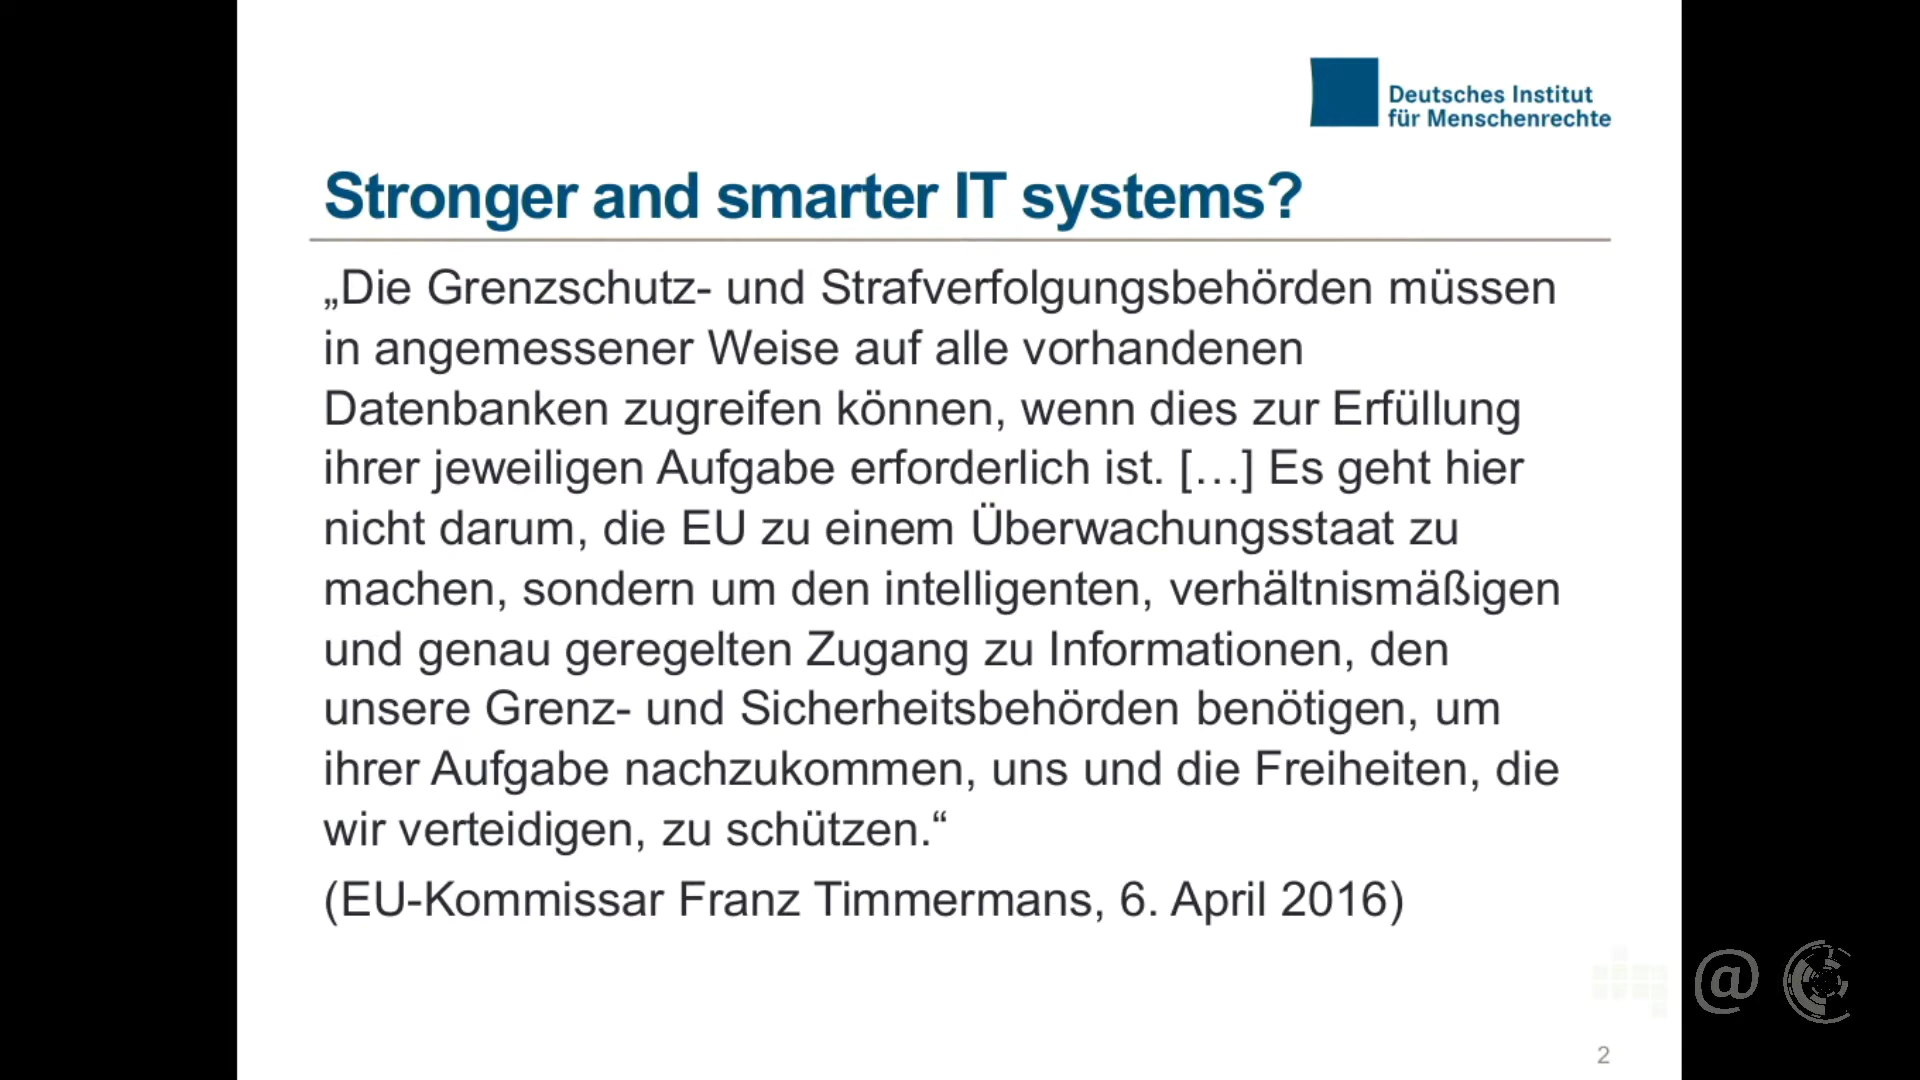 Deutsches Institut
für Menschenrechte
Stronger and smarter IT systems?
„Die Grenzschutz- und Strafverfolgungsbehörden müssen
in angemessener Weise auf alle vorhandenen
Datenbanken zugreifen können, wenn dies zur Erfüllung
ihrer jeweiligen Aufgabe erforderlich ist. […] Es geht hier
nicht darum, die EU zu einem Überwachungsstaat zu
machen, sondern um den intelligenten, verhältnismäßigen
und genau geregelten Zugang zu Informationen, den
unsere Grenz- und Sicherheitsbehörden benötigen, um
ihrer Aufgabe nachzukommen, uns und die Freiheiten, die
wir verteidigen, zu schützen.“
(EU-Kommissar Franz Timmermans, 6. April 2016)
@
2